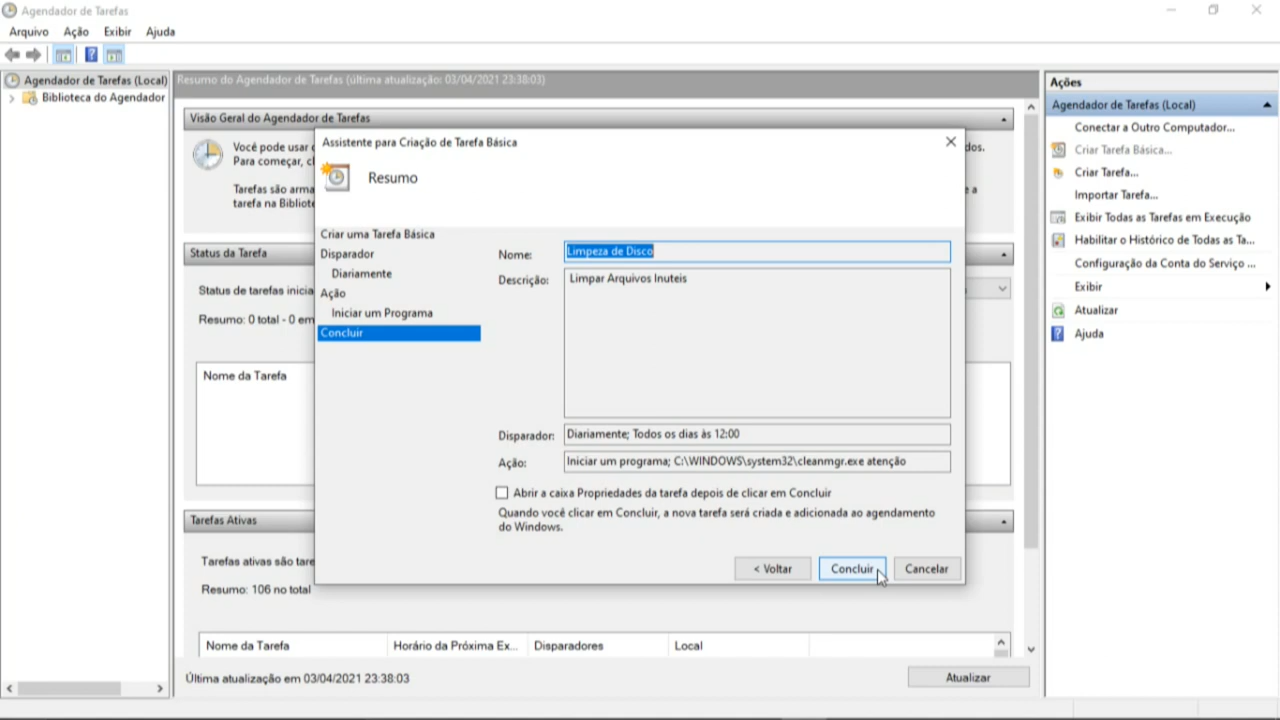 Agendador de Tarefas
Arquivo Ação Exibir Ajuda
Agendador de Tarefas (Local)
Biblioteca do Agendador
Resumo do Agendador de Tarefas (última atualização: 03/04/2021 23:38:03)
Visão Geral do Agendador de Tarefas
Você pode usar
dos.
Para começar,
Tarefas são arma
e a
tarefa na Bibliote
Status da Tarefa
Status de tarefas inicia
Resumo: 0 total - 0 em
Nome da Tarefa
Tarefas Ativas
Tarefas ativas são tare
Resumo: 106 no total
Nome da Tarefa Horário da Próxima Ex... Disparadores Local
Última atualização em 03/04/2021 23:38:03
Atualizar
Assistente para Criação de Tarefa Básica
Resumo
Criar uma Tarefa Básica
Disparador
Diariamente
Ação
Iniciar um Programa
Concluir
Nome: Limpeza de Disco
Descrição: Limpar Arquivos Inuteis
Disparador: Diariamente; Todos os dias às 12:00
Ação: Iniciar um programa; C:\WINDOWS\system32\cleanmgr.exe atenção
Abrir a caixa Propriedades da tarefa depois de clicar em Concluir
Quando você clicar em Concluir, a nova tarefa será criada e adicionada ao agendamento
do Windows.
< Voltar Concluir Cancelar
Ações
Agendador de Tarefas (Local)
Conectar a Outro Computador...
Criar Tarefa Básica...
Criar Tarefa...
Importar Tarefa...
Exibir Todas as Tarefas em Execução
Habilitar o Histórico de Todas as Ta...
Configuração da Conta do Serviço ...
Exibir
Atualizar
Ajuda